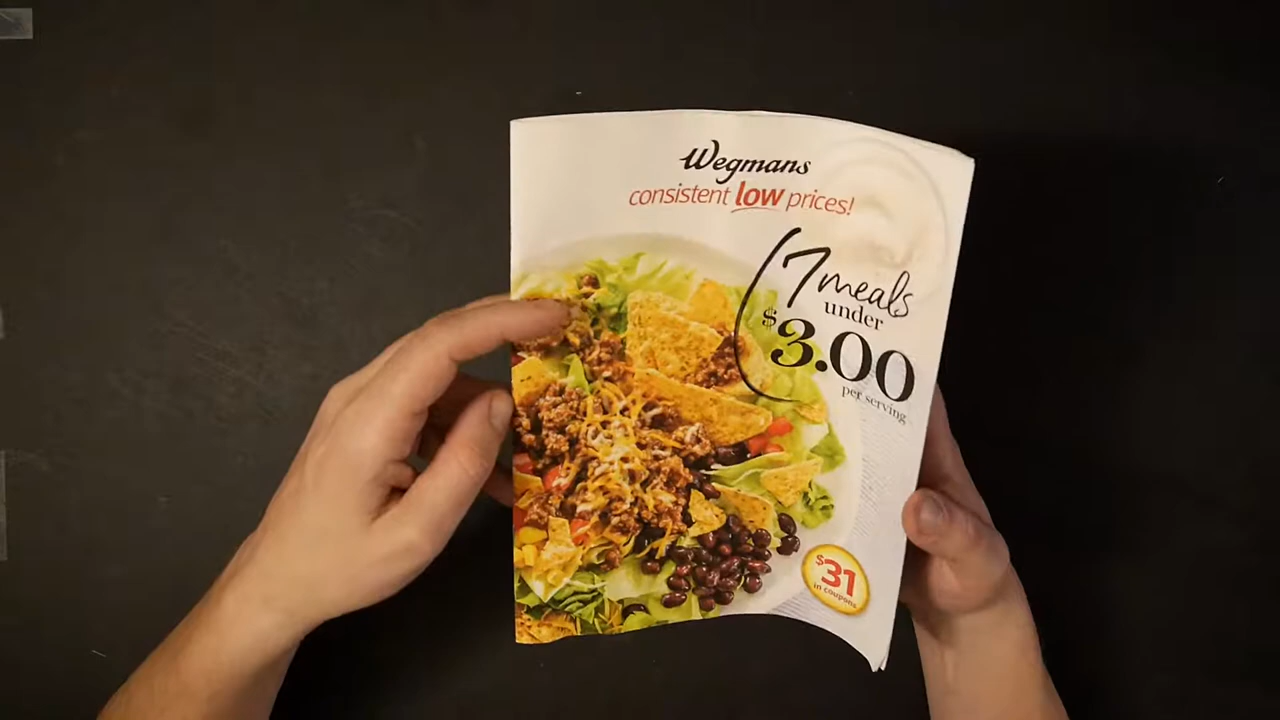 Wegmans
consistent low prices!
7 meals
under
$3.00
per serving
$31
in coupons